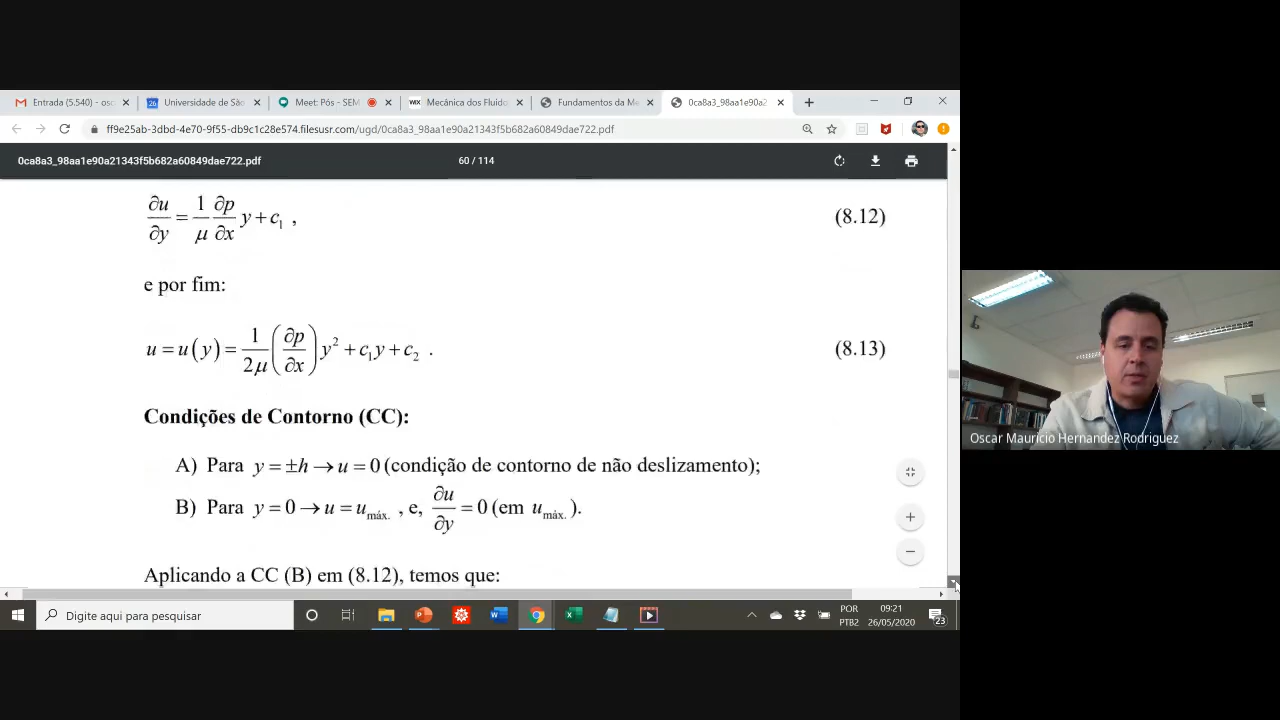 Entrada (5.540) - osc
Universidade de São
Meet: Pós - SEM
WiX Mecânica dos Fluido
Fundamentos da Me
0ca8a3_98aa1e90a2
ff9e25ab-3dbd-4e70-9f55-db9c1c28e574.filesusr.com/ugd/0ca8a3_98aa1e90a21343f5b682a60849dae722.pdf
0ca8a3_98aa1e90a21343f5b682a60849dae722.pdf 60 / 114
∂u/∂y = 1/μ ∂p/∂x y + c₁ , (8.12)
e por fim:
u = u(y) = 1/2μ (∂p/∂x) y² + c₁y + c₂ . (8.13)
Condições de Contorno (CC):
A) Para y = ±h → u = 0 (condição de contorno de não deslizamento);
B) Para y = 0 → u = u máx. , e, ∂u/∂y = 0 (em u máx. ).
Aplicando a CC (B) em (8.12), temos que:
Oscar Mauricio Hernandez Rodriguez
Digite aqui para pesquisar
POR
PTB2
09:21
26/05/2020
23